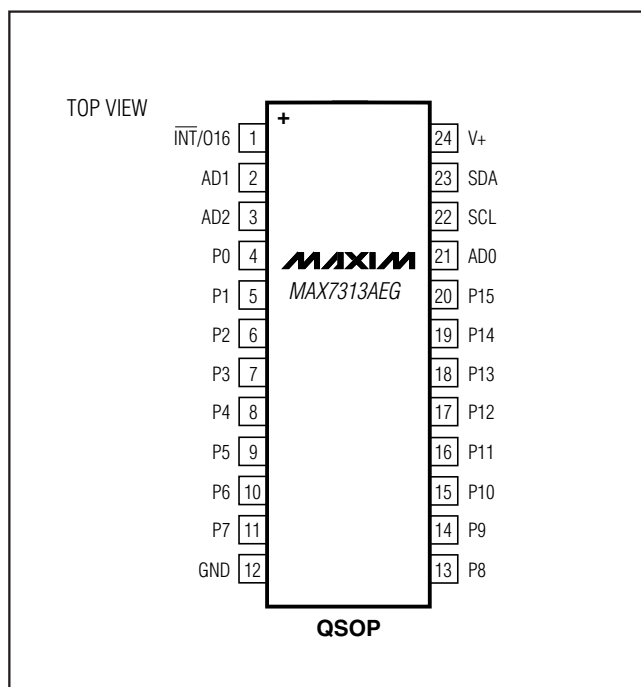 TOP VIEW
+
INT/O16 1
24 V+
AD1 2
23 SDA
AD2 3
22 SCL
P0 4
MAXIM
21 AD0
P1 5
MAX7313AEG
20 P15
P2 6
19 P14
P3 7
18 P13
P4 8
17 P12
P5 9
16 P11
P6 10
15 P10
P7 11
14 P9
GND 12
13 P8
QSOP